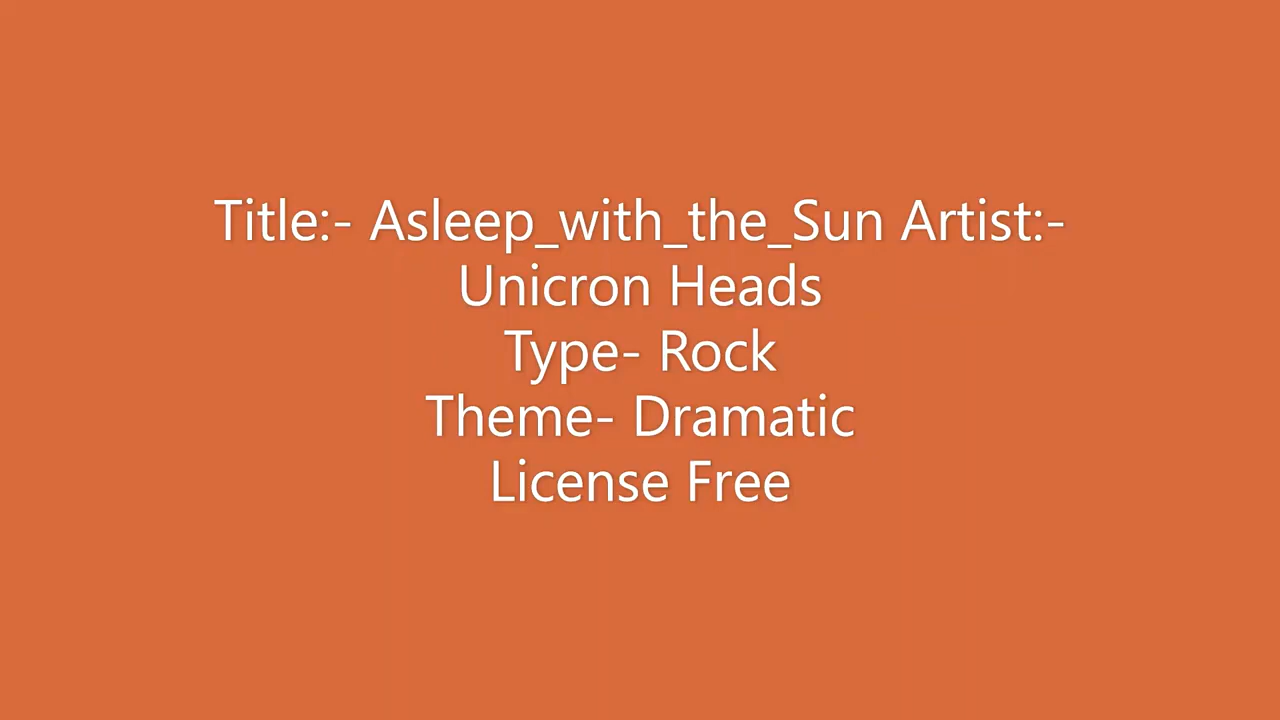 Title:- Asleep_with_the_Sun Artist:-
Unicron Heads
Type- Rock
Theme- Dramatic
License Free